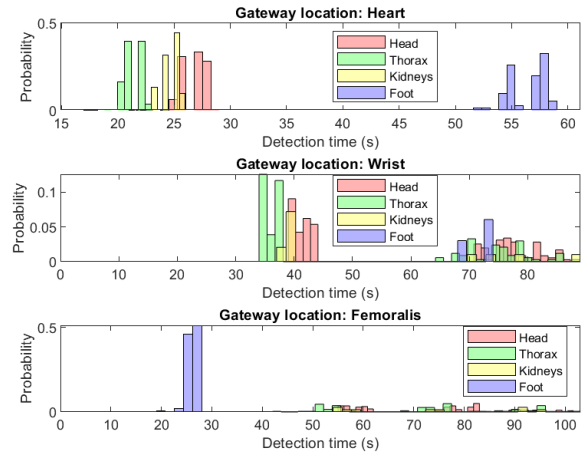 Gateway location: Heart
0.5
0
Probability
Head
Thorax
Kidneys
Foot
15 20 25 30 35 40 45 50 55 60
Detection time (s)
Gateway location: Wrist
0.1
0.05
0
Probability
Head
Thorax
Kidneys
Foot
0 10 20 30 40 50 60 70 80
Detection time (s)
Gateway location: Femoralis
0.5
0
Probability
Head
Thorax
Kidneys
Foot
0 10 20 30 40 50 60 70 80 90 100
Detection time (s)